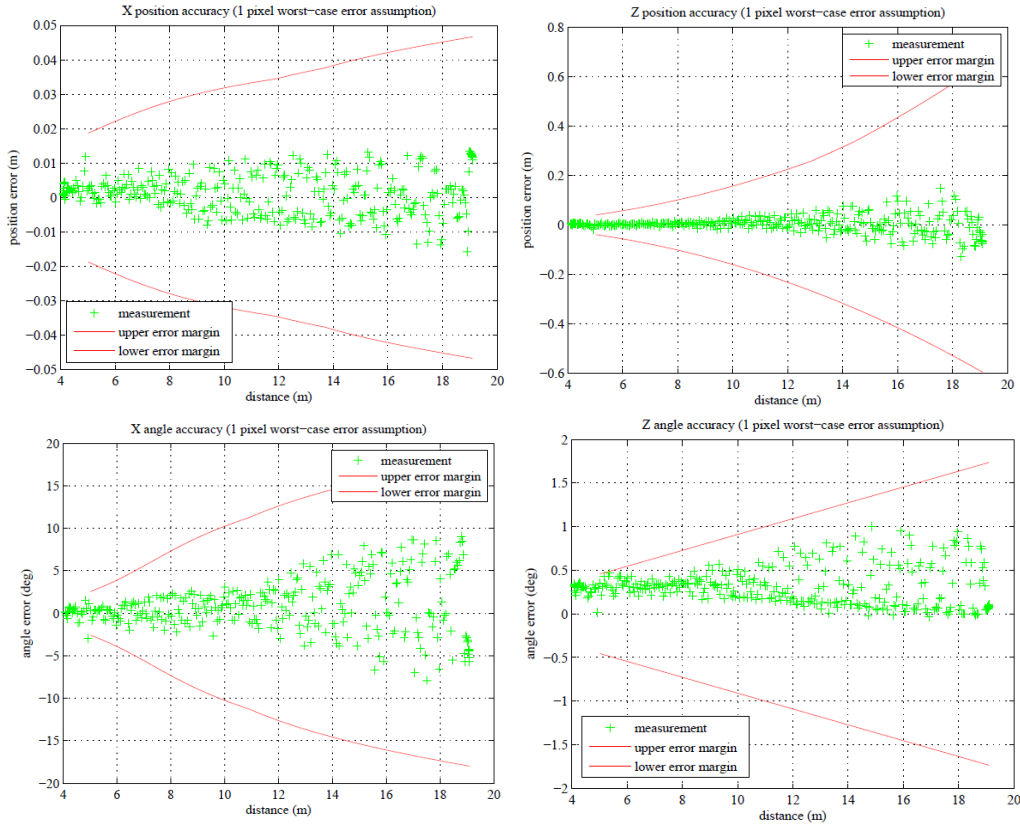 X position accuracy (1 pixel worst−case error assumption)
0.05
0.04
0.03
0.02
0.01
0
−0.01
−0.02
−0.03
−0.04
−0.05
position error (m)
measurement
upper error margin
lower error margin
4 6 8 10 12 14 16 18 20
distance (m)
Z position accuracy (1 pixel worst−case error assumption)
0.8
0.6
0.4
0.2
0
−0.2
−0.4
−0.6
position error (m)
measurement
upper error margin
lower error margin
4 6 8 10 12 14 16 18 20
distance (m)
X angle accuracy (1 pixel worst−case error assumption)
20
15
10
5
0
−5
−10
−15
−20
angle error (deg)
measurement
upper error margin
lower error margin
4 6 8 10 12 14 16 18 20
distance (m)
Z angle accuracy (1 pixel worst−case error assumption)
2
1.5
1
0.5
0
−0.5
−1
−1.5
−2
angle error (deg)
measurement
upper error margin
lower error margin
4 6 8 10 12 14 16 18 20
distance (m)